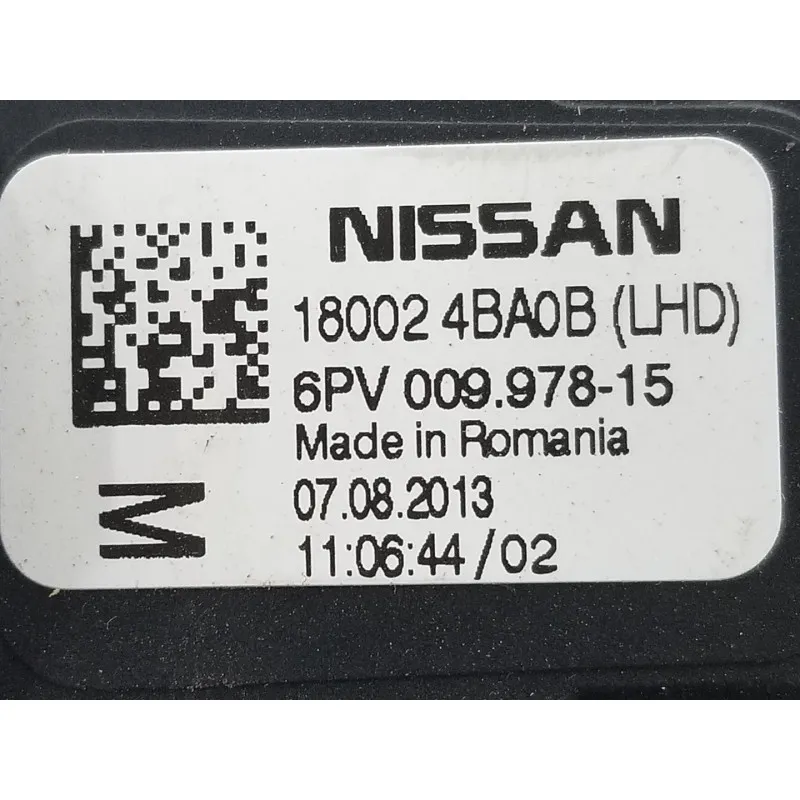 NISSAN
18002 4BA0B (LHD)
6PV 009.978-15
Made in Romania
07.08.2013
11:06:44/02
M